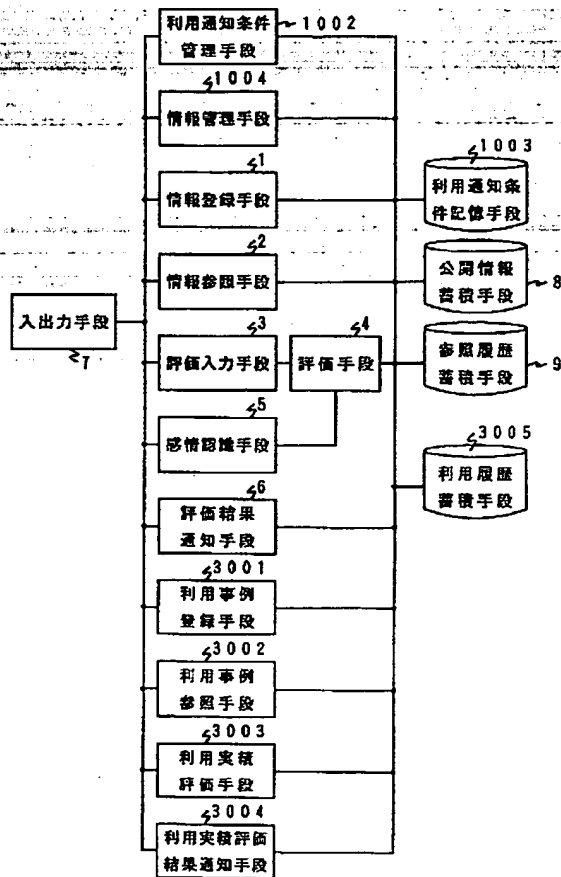 利用通知条件
管理手段
1002
1004
情報管理手段
1
情報登録手段
2
情報参照手段
入出力手段
7
3
評価入力手段
4
評価手段
5
感情認識手段
6
評価結果
通知手段
3001
利用事例
登録手段
3002
利用事例
参照手段
3003
利用実績
評価手段
3004
利用実績評価
結果通知手段
1003
利用通知条
件記憶手段
公開情報
蓄積手段
8
参照履歴
蓄積手段
9
3005
利用履歴
蓄積手段